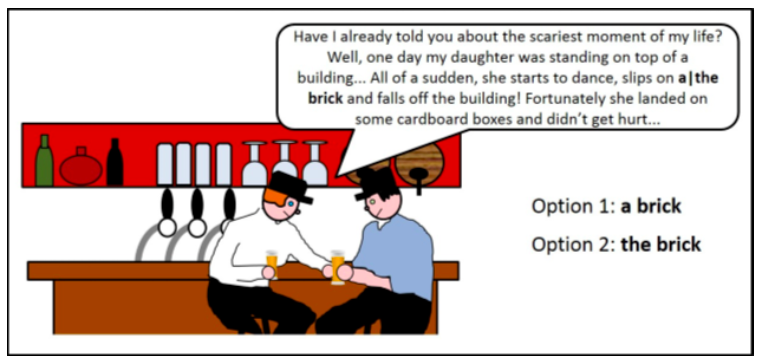 Have I already told you about the scariest moment of my life?
Well, one day my daughter was standing on top of a
building... All of a sudden, she starts to dance, slips on a|the
brick and falls off the building! Fortunately she landed on
some cardboard boxes and didn't get hurt...
Option 1: a brick
Option 2: the brick